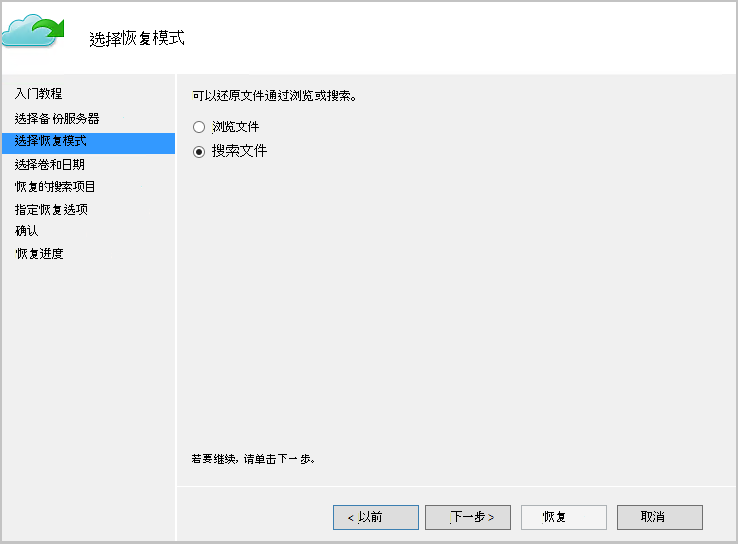 选择恢复模式
入门教程
选择备份服务器
选择恢复模式
选择卷和日期
恢复的搜索项目
指定恢复选项
确认
恢复进度
可以还原文件通过浏览或搜索。
浏览文件
搜索文件
若要继续, 请单击下一步。
< 以前
下一步 >
恢复
取消